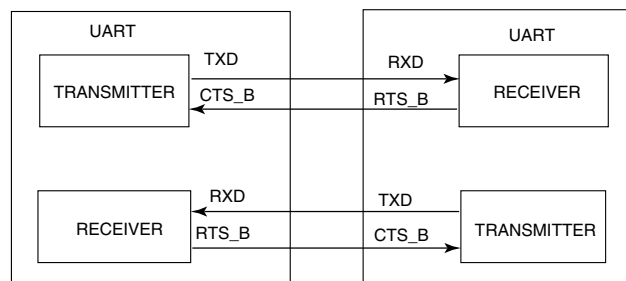 UART UART
TXD RXD
TRANSMITTER CTS_B RTS_B RECEIVER
RXD TXD
RECEIVER RTS_B CTS_B TRANSMITTER